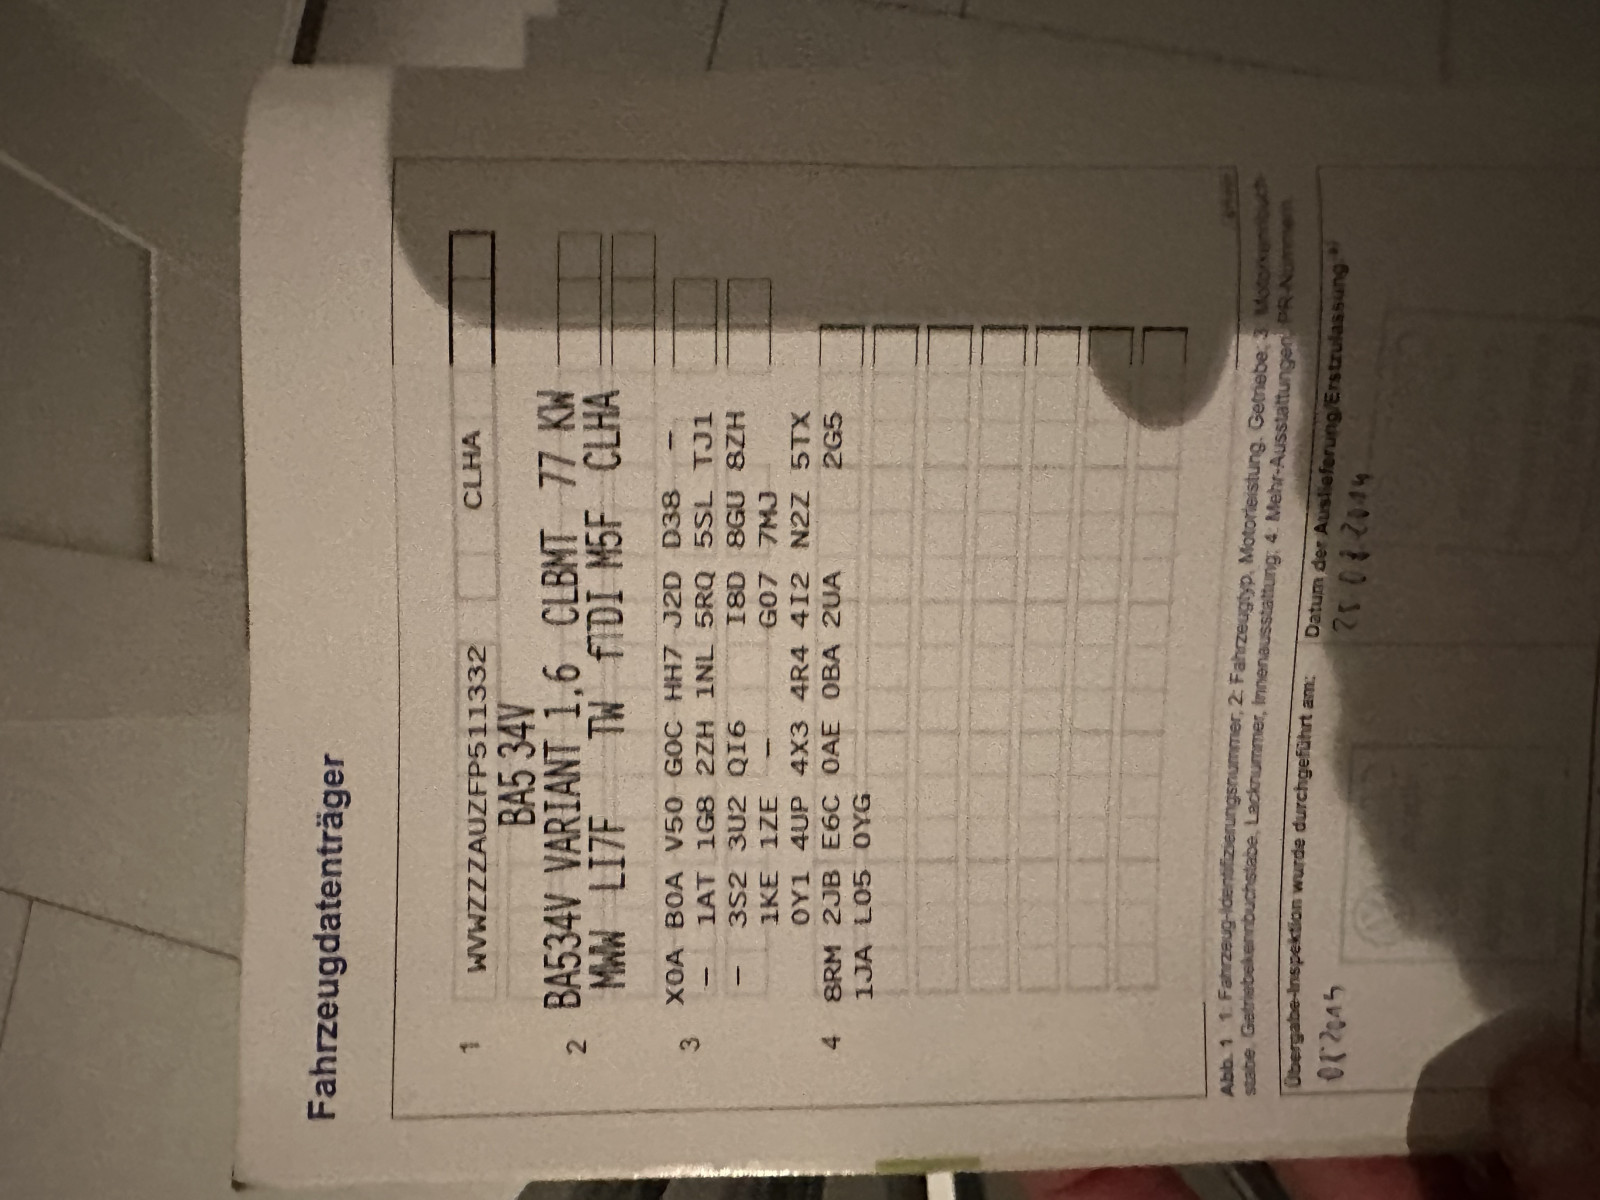 Fahrzeugdatenträger
1 WVWZZZAUZFP511332 CLHA
BA5 34V
2 BA534V VARIANT 1,6 CLBMT 77 KW
MWW LI7F TW fTDI M5F CLHA
3 X0A B0A V50 G0C HH7 J2D D38 –
– 1AT 1G8 2ZH 1NL 5RQ 5SL TJ1
– 3S2 3U2 QI6 I8D 8GU 8ZH
1KE 1ZE – G07 7MJ
0Y1 4UP 4X3 4R4 4I2 N2Z 5TX
4 8RM 2JB E6C 0AE 0BA 2UA 2G5
1JA L05 0YG
Abb. 1 1: Fahrzeug-Identifizierungsnummer; 2: Fahrzeugtyp, Motorleistung, Getriebe; 3: Motorkennbuch-
stabe, Getriebekennbuchstabe, Lacknummer, Innenausstattung; 4: Mehr-Ausstattungen, PR-Nummern
Übergabe-Inspektion wurde durchgeführt am: Datum der Auslieferung/Erstzulassung: